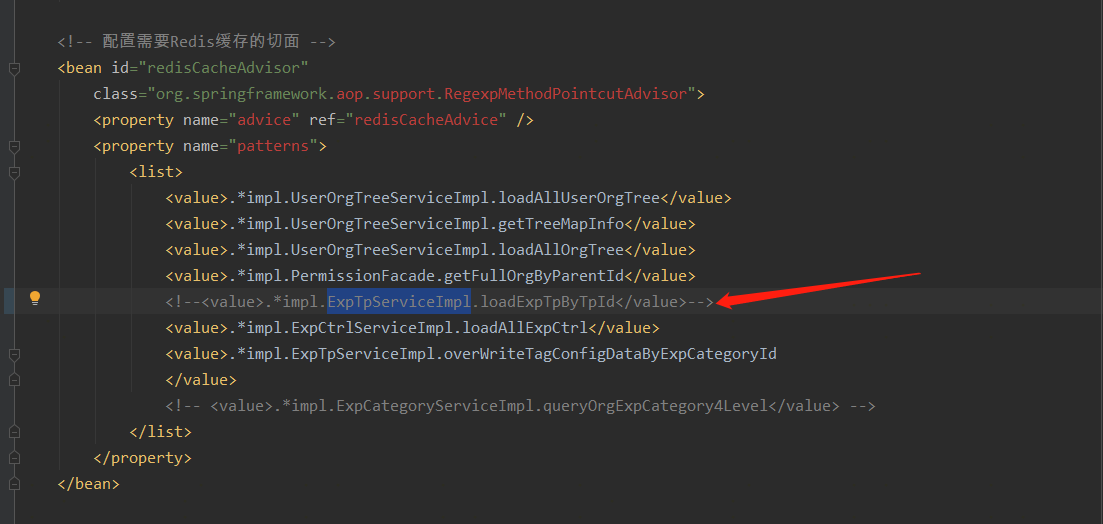 <!-- 配置需要Redis缓存的切面 -->
<bean id="redisCacheAdvisor"
class="org.springframework.aop.support.RegexpMethodPointcutAdvisor">
<property name="advice" ref="redisCacheAdvice" />
<property name="patterns">
<list>
<value>.*impl.UserOrgTreeServiceImpl.loadAllUserOrgTree</value>
<value>.*impl.UserOrgTreeServiceImpl.getTreeMapInfo</value>
<value>.*impl.UserOrgTreeServiceImpl.loadAllOrgTree</value>
<value>.*impl.PermissionFacade.getFullOrgByParentId</value>
<!--<value>.*impl.ExpTpServiceImpl.loadExpTpByTpId</value>-->
<value>.*impl.ExpCtrlServiceImpl.loadAllExpCtrl</value>
<value>.*impl.ExpTpServiceImpl.overWriteTagConfigDataByExpCategoryId
</value>
<!-- <value>.*impl.ExpCategoryServiceImpl.queryOrgExpCategory4Level</value> -->
</list>
</property>
</bean>